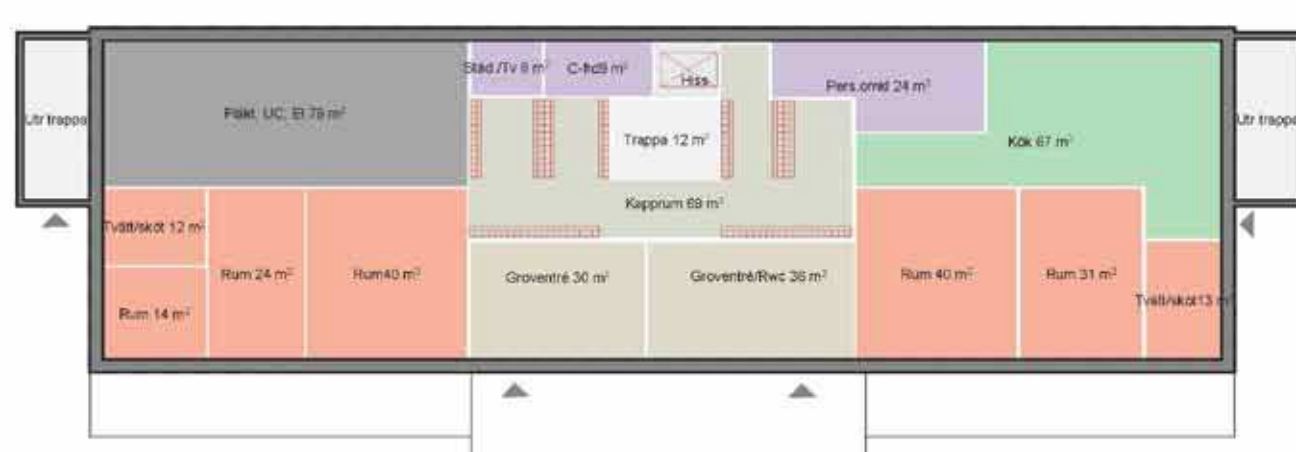 Städ./Tv 8 m²
C-frd9 m²
Hiss
Pers.omkl 24 m²
Utr trappa
Fläkt, UC, El 79 m²
Trappa 12 m²
Kök 67 m²
Utr trappa
Kapprum 69 m²
Tvätt/sköt 12 m²
Rum 24 m²
Rum40 m²
Groventré 30 m²
Groventré/Rwc 36 m²
Rum 40 m²
Rum 31 m²
Tvätt/sköt13 m²
Rum 14 m²